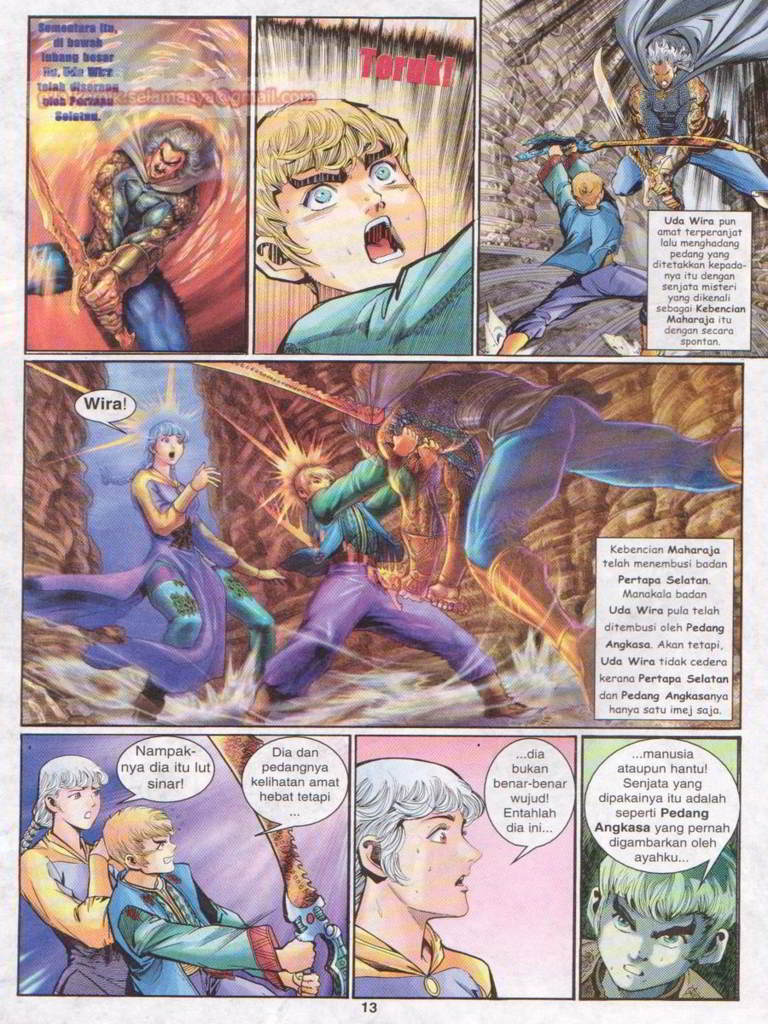 Sementara itu,
di bawah
lubang besar
itu, Uda Wira
telah diserang
oleh Pertapa
Selatan.
selamanya@gmail.com
Toruk!
Uda Wira pun
amat terperanjat
lalu menghadang
pedang yang
ditetakkan kepada-
nya itu dengan
senjata misteri
yang dikenali
sebagai Kebencian
Maharaja itu
dengan secara
spontan.
Wira!
Kebencian Maharaja
telah menembusi badan
Pertapa Selatan.
Manakala badan
Uda Wira pula telah
ditembusi oleh Pedang
Angkasa. Akan tetapi,
Uda Wira tidak cedera
kerana Pertapa Selatan
dan Pedang Angkasanya
hanya satu imej saja.
Nampak-
nya dia itu lut
sinar!
Dia dan
pedangnya
kelihatan amat
hebat tetapi
...
...dia
bukan
benar-benar
wujud!
Entahlah
dia ini...
...manusia
ataupun hantu!
Senjata yang
dipakainya itu adalah
seperti Pedang
Angkasa yang pernah
digambarkan oleh
ayahku...
13